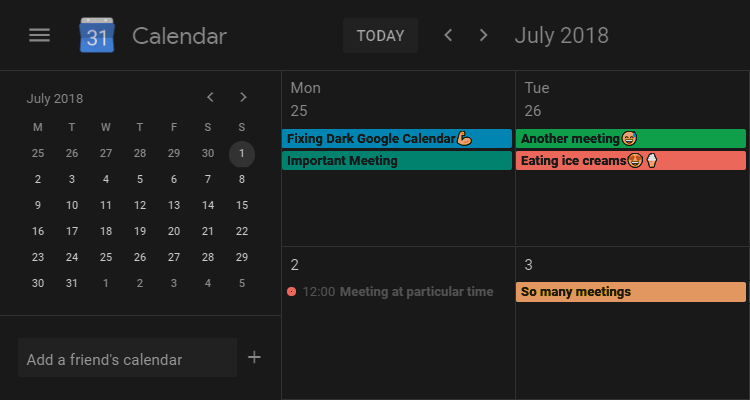 31 Calendar TODAY July 2018
July 2018
M T W T F S S
25 26 27 28 29 30 1
2 3 4 5 6 7 8
9 10 11 12 13 14 15
16 17 18 19 20 21 22
23 24 25 26 27 28 29
30 31 1 2 3 4 5
Add a friend's calendar
Mon
25
Fixing Dark Google Calendar💪
Important Meeting
Tue
26
Another meeting😅
Eating ice creams🤩🍦
2
12:00 Meeting at particular time
3
So many meetings